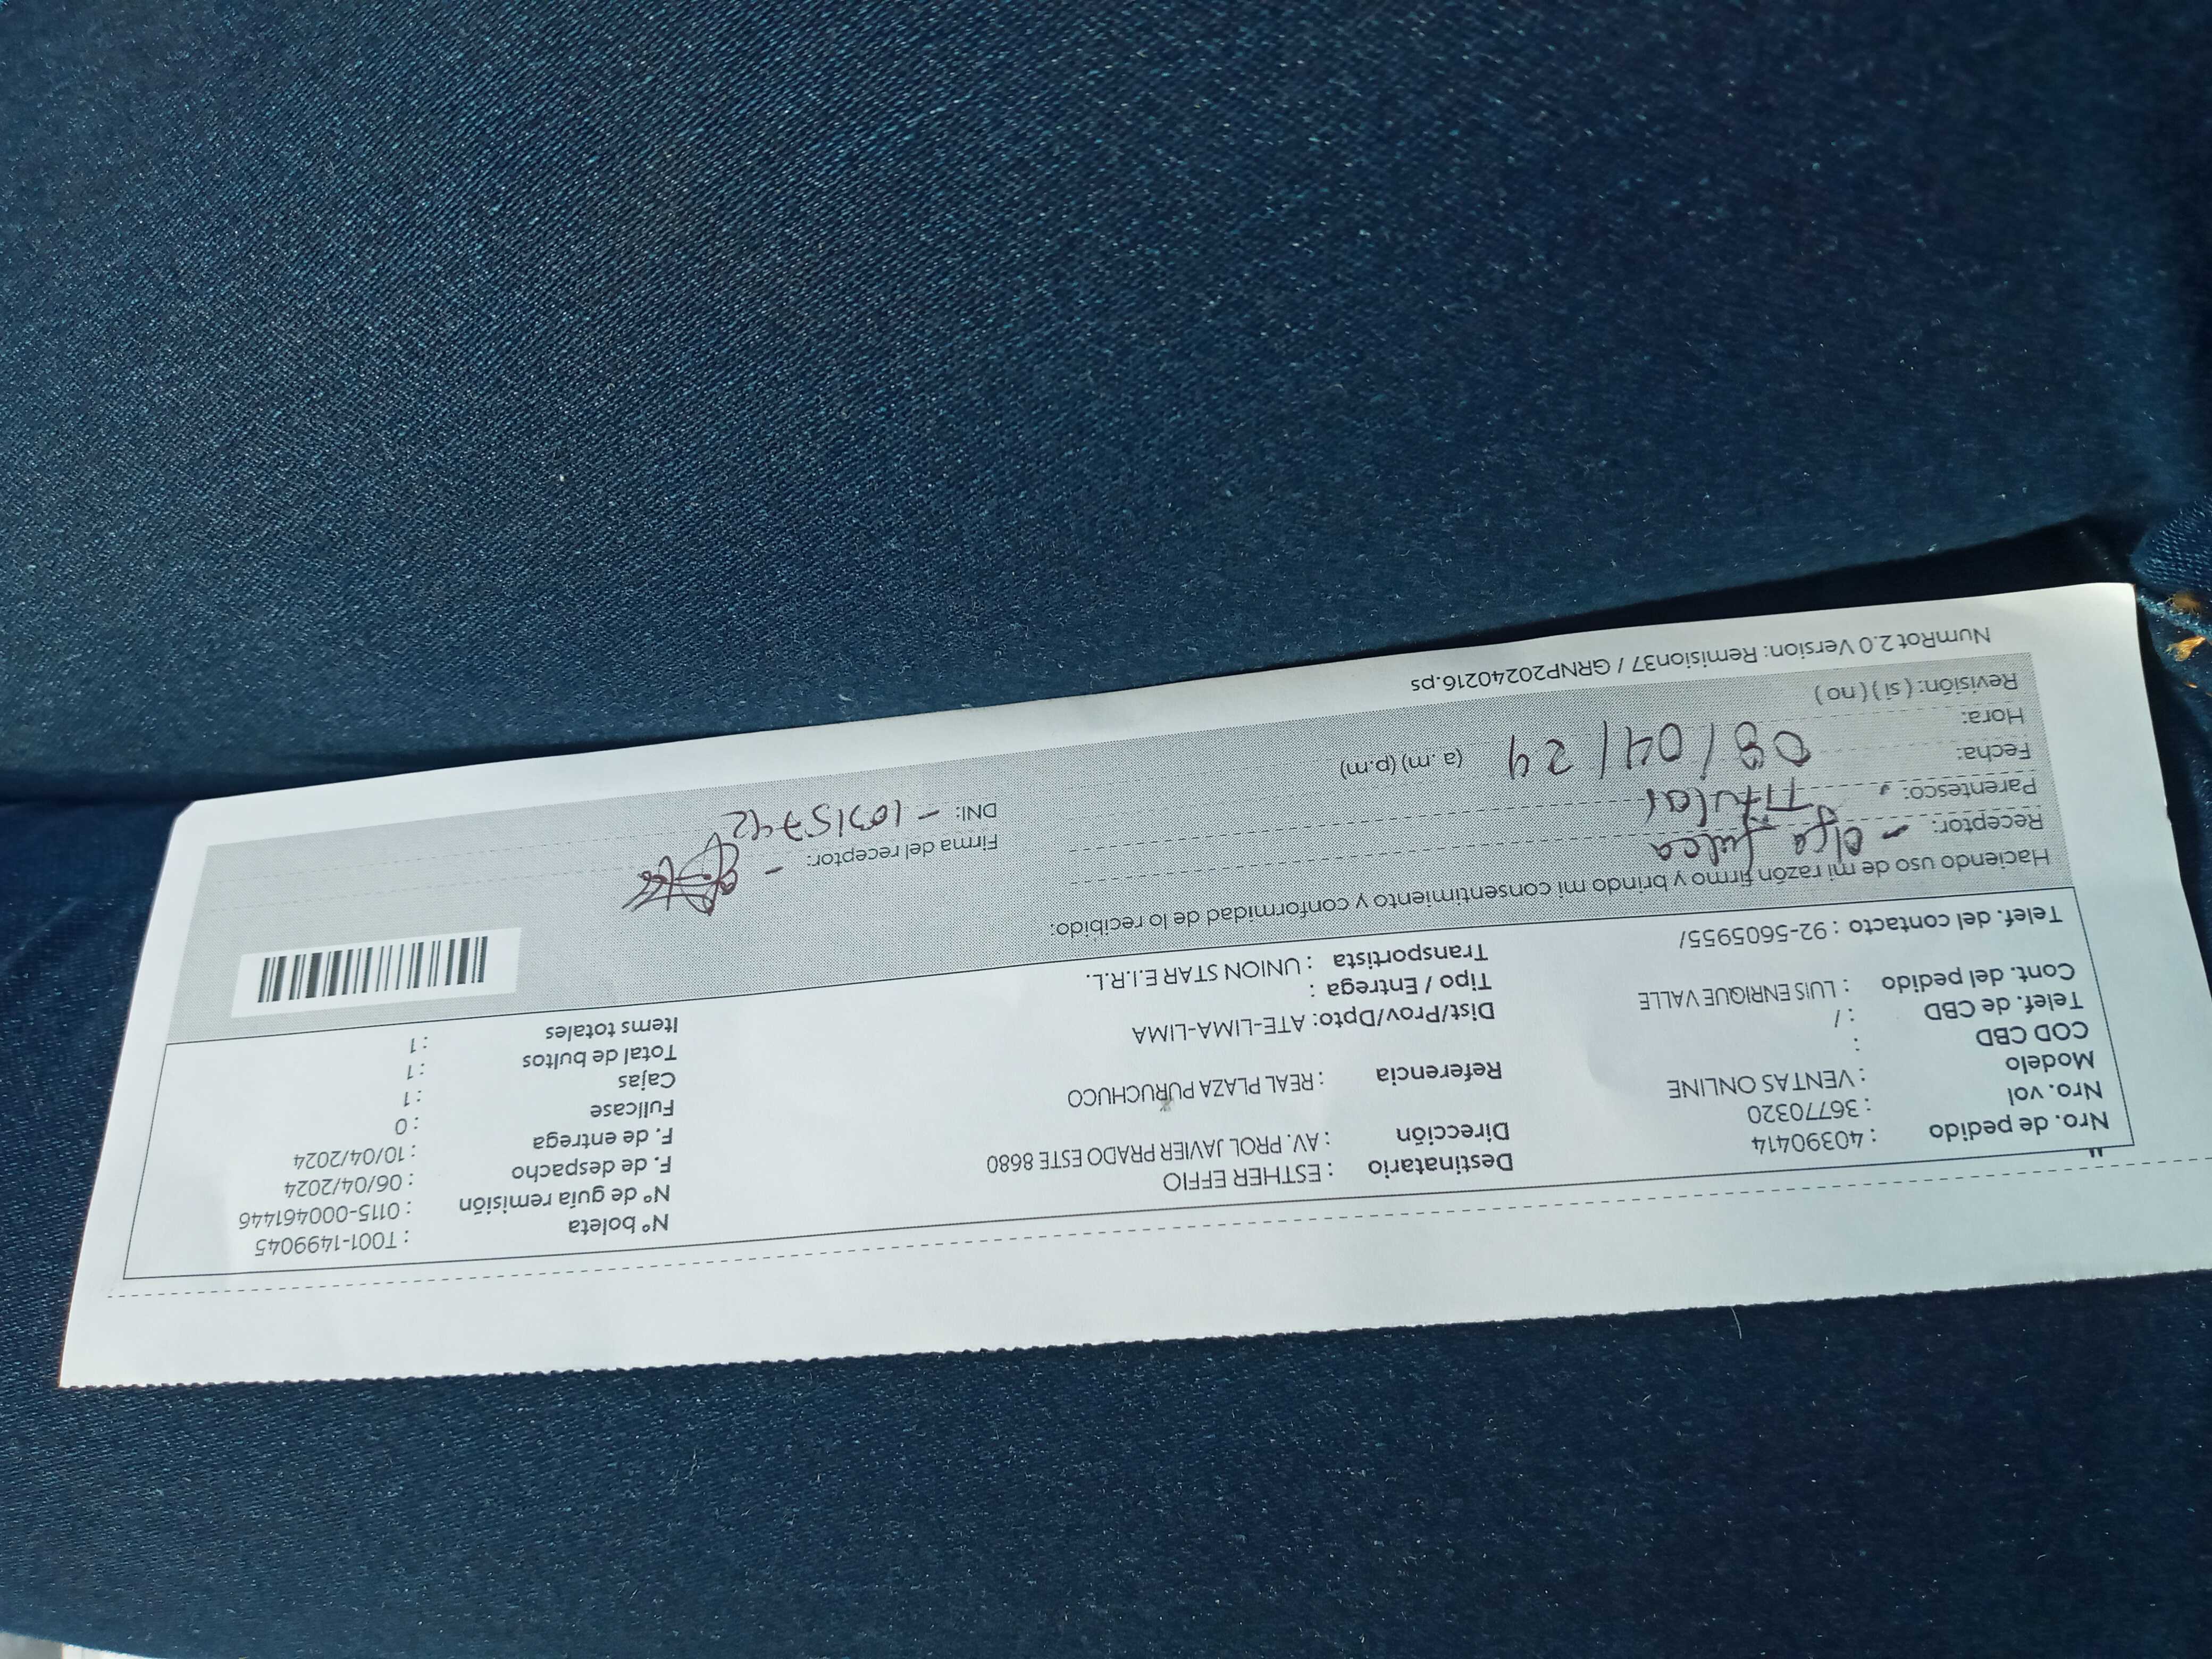 Nº boleta : T001-1499045
Nº de guía remisión : 0115-000461446
F. de despacho : 06/04/2024
F. de entrega : 10/04/2024
Fullcase : 0
Cajas : 1
Total de bultos : 1
Items totales : 1
Destinatario : ESTHER EFFIO
Dirección : AV. PROL JAVIER PRADO ESTE 8680
Referencia : REAL PLAZA PURUCHUCO
Dist/Prov/Dpto: ATE-LIMA-LIMA
Tipo / Entrega :
Transportista : UNION STAR E.I.R.L.
Nro. de pedido : 40390414
Nro. vol : 36770320
Modelo : VENTAS ONLINE
COD CBD :
Telef. de CBD : /
Cont. del pedido : LUIS ENRIQUE VALLE
Telef. del contacto : 92-5605955/
Haciendo uso de mi razón firmo y brindo mi consentimiento y conformidad de lo recibido:
Receptor: - Olga Julca
Parentesco: Titular
Fecha: 08/04/24
Hora: (a.m) (p.m)
Revisión: ( si ) ( no )
Firma del receptor: -
DNI: - 10315742
NumRot 2.0 Version: Remision37 / GRNP20240216.ps